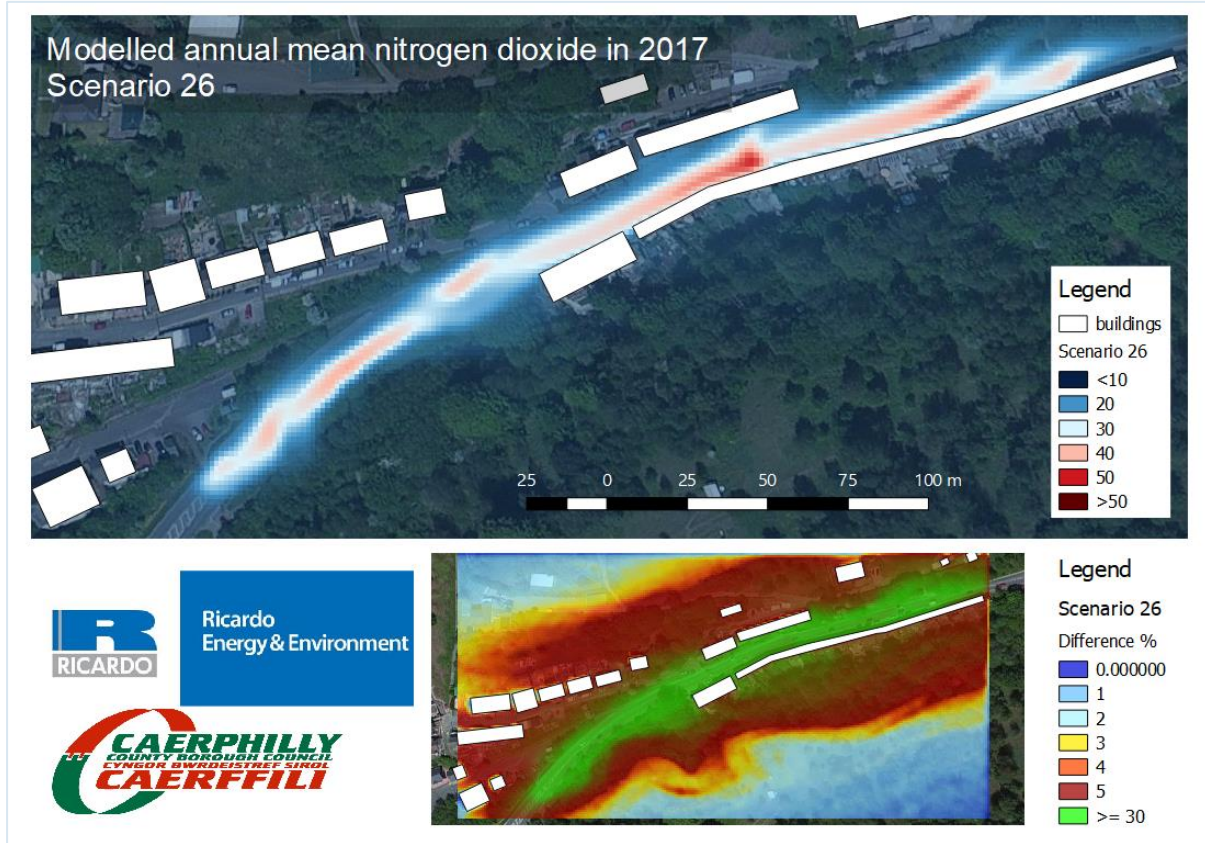 Modelled annual mean nitrogen dioxide in 2017
Scenario 26
Legend
buildings
Scenario 26
<10
20
30
40
50
>50
25 0 25 50 75 100 m
R
RICARDO
Ricardo
Energy & Environment
CAERPHILLY
COUNTY BOROUGH COUNCIL
CYNGOR BWRDEISTREF SIROL
CAERFFILI
Legend
Scenario 26
Difference %
0.000000
1
2
3
4
5
>= 30